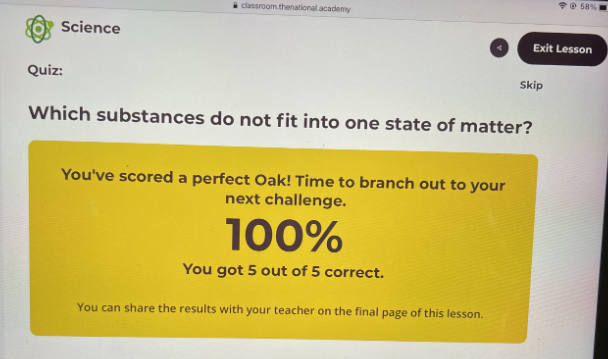 classroom.thenational.academy
58%
Science
Exit Lesson
Quiz:
Skip
Which substances do not fit into one state of matter?
You've scored a perfect Oak! Time to branch out to your
next challenge.
100%
You got 5 out of 5 correct.
You can share the results with your teacher on the final page of this lesson.